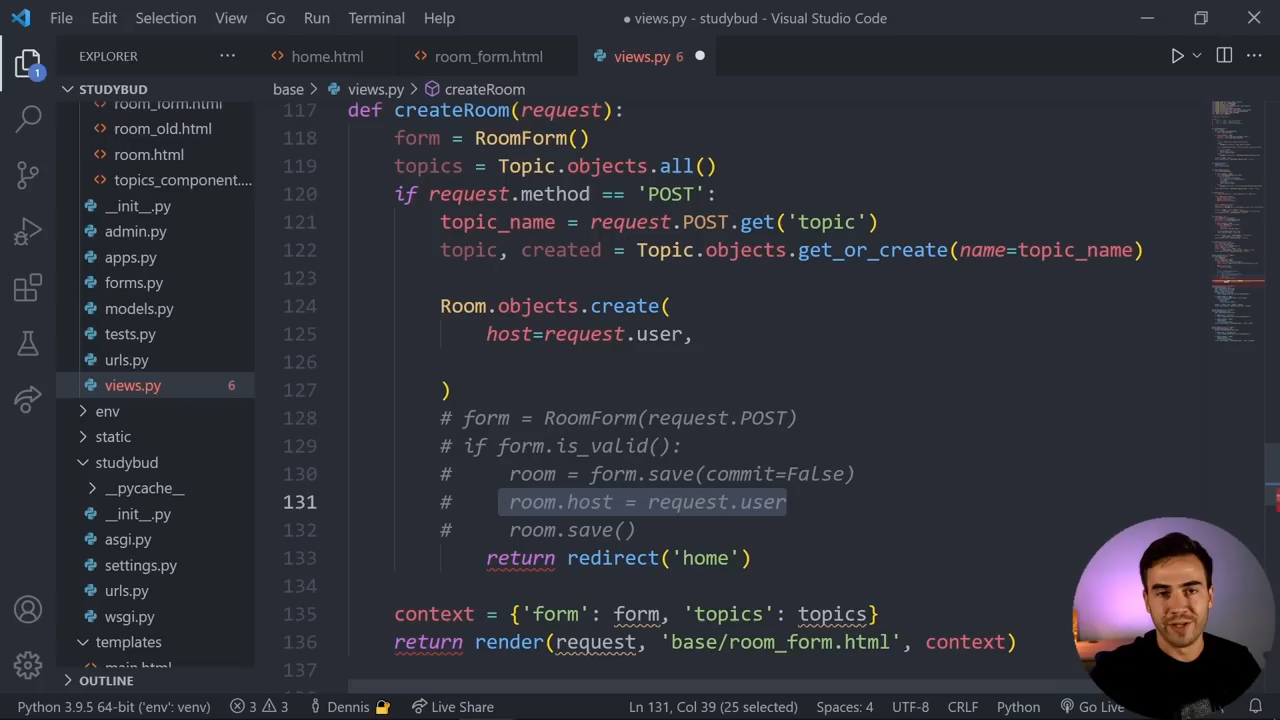 File Edit Selection View Go Run Terminal Help
● views.py - studybud - Visual Studio Code
EXPLORER
home.html
room_form.html
views.py 6
1
STUDYBUD
base > views.py > createRoom
room_form.html
room_old.html
room.html
topics_component....
__init__.py
admin.py
apps.py
forms.py
models.py
tests.py
urls.py
views.py 6
env
static
studybud
__pycache__
__init__.py
asgi.py
settings.py
urls.py
wsgi.py
templates
main.html
OUTLINE
117 def createRoom(request):
118 form = RoomForm()
119 topics = Topic.objects.all()
120 if request.method == 'POST':
121 topic_name = request.POST.get('topic')
122 topic, created = Topic.objects.get_or_create(name=topic_name)
123
124 Room.objects.create(
125 host=request.user,
126
127 )
128 # form = RoomForm(request.POST)
129 # if form.is_valid():
130 # room = form.save(commit=False)
131 # room.host = request.user
132 # room.save()
133 return redirect('home')
134
135 context = {'form': form, 'topics': topics}
136 return render(request, 'base/room_form.html', context)
137
Python 3.9.5 64-bit ('env': venv) 3 3 Dennis Live Share Ln 131, Col 39 (25 selected) Spaces: 4 UTF-8 CRLF Python Go Live